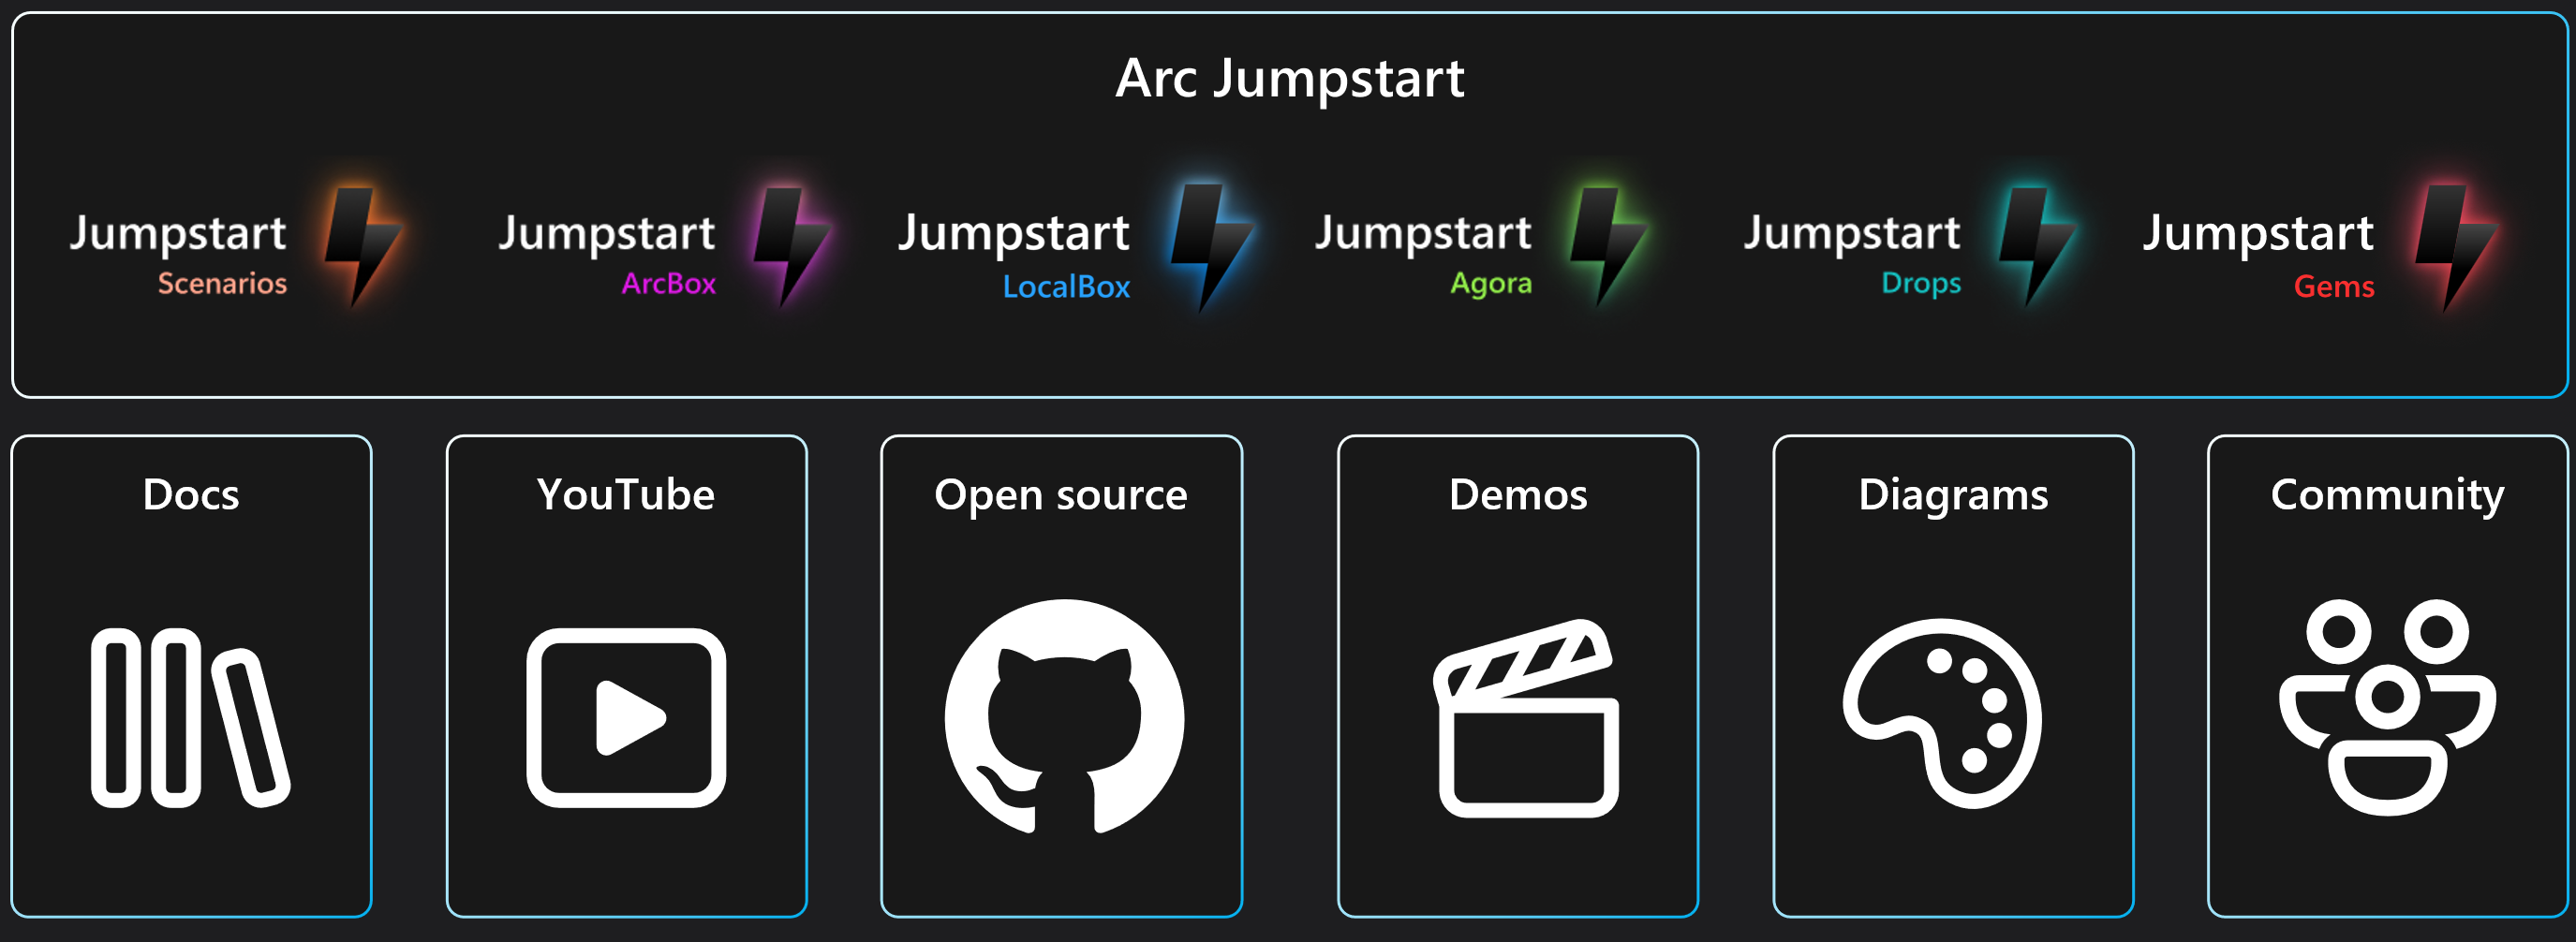 Arc Jumpstart
Jumpstart
Scenarios
Jumpstart
ArcBox
Jumpstart
LocalBox
Jumpstart
Agora
Jumpstart
Drops
Jumpstart
Gems
Docs
YouTube
Open source
Demos
Diagrams
Community